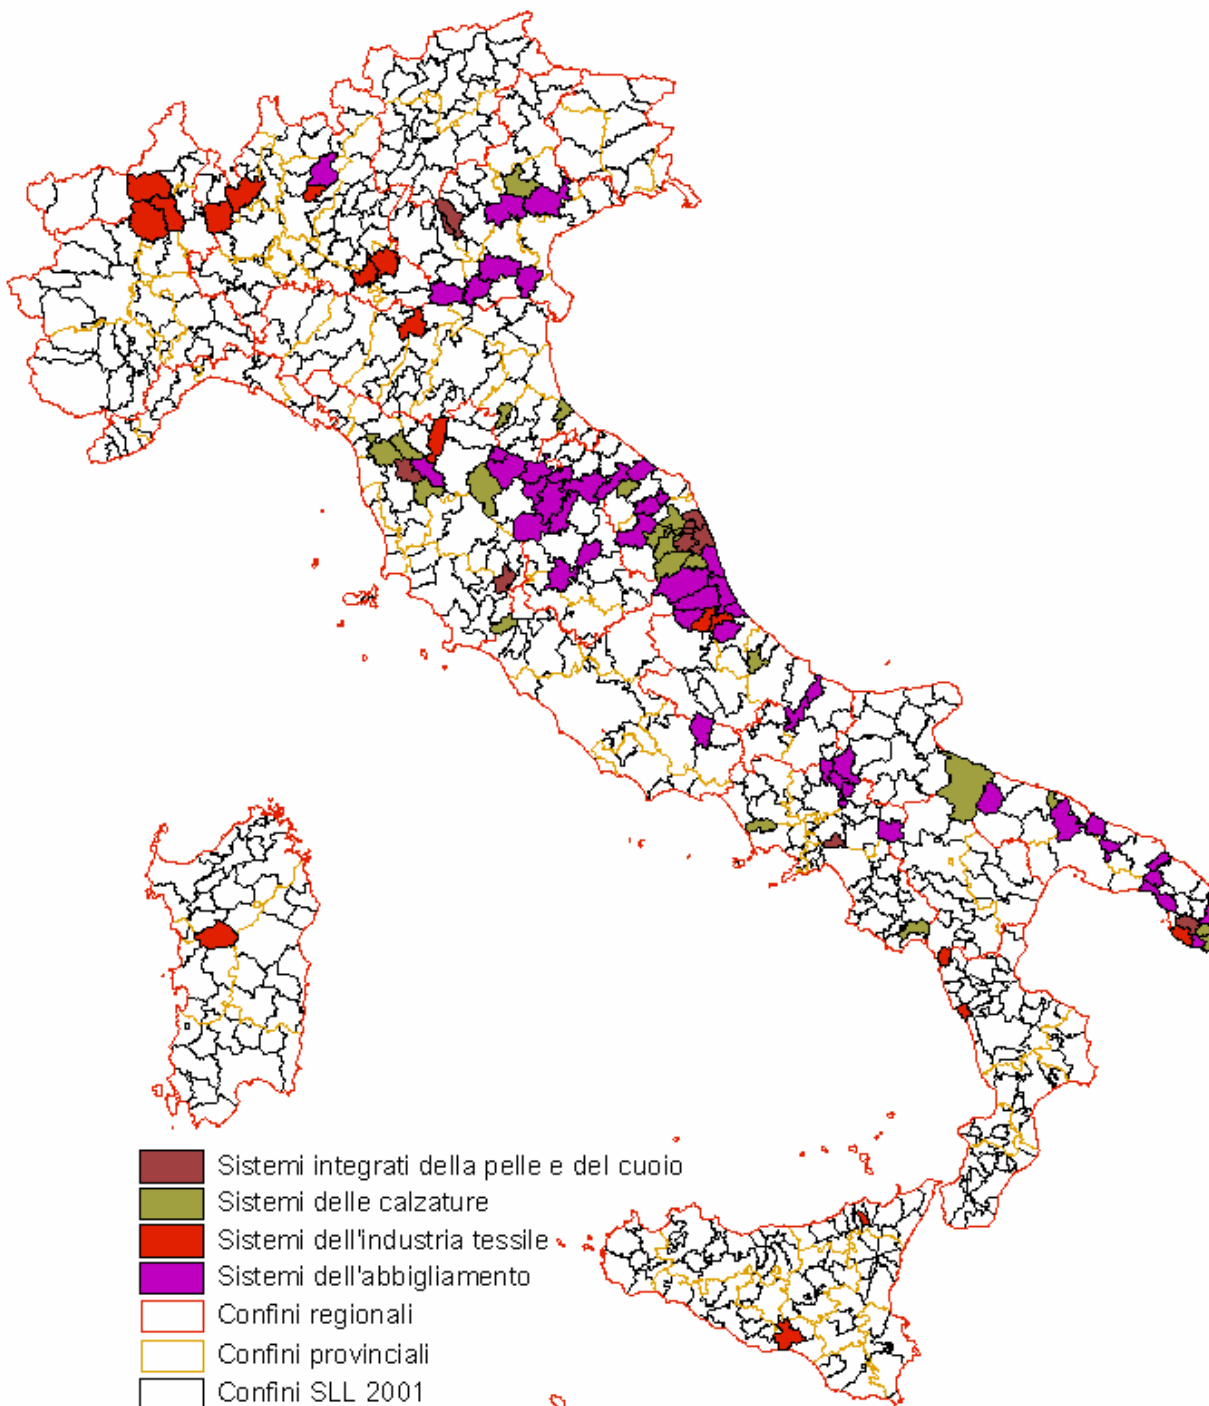 Sistemi integrati della pelle e del cuoio
Sistemi delle calzature
Sistemi dell'industria tessile
Sistemi dell'abbigliamento
Confini regionali
Confini provinciali
Confini SLL 2001